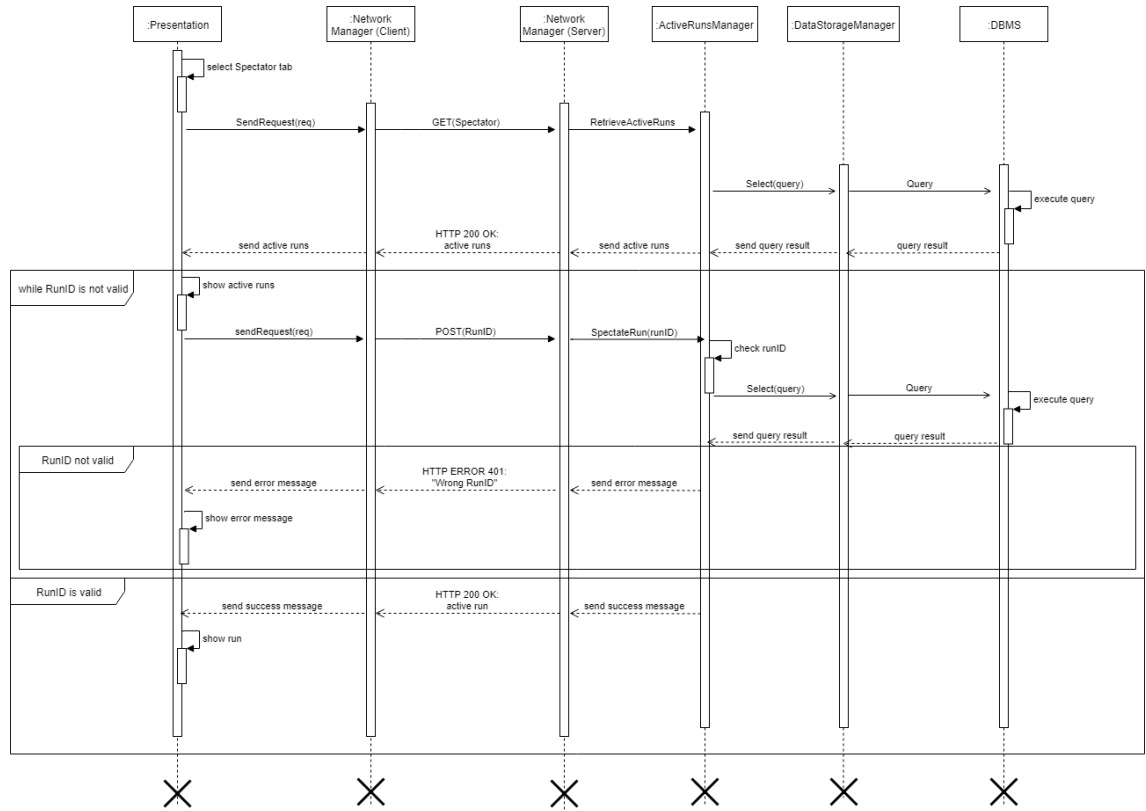 :Presentation
:Network
Manager (Client)
:Network
Manager (Server)
:ActiveRunsManager
:DataStorageManager
:DBMS
select Spectator tab
SendRequest(req)
GET(Spectator)
RetrieveActiveRuns
Select(query)
Query
execute query
send active runs
HTTP 200 OK:
active runs
send active runs
send query result
query result
while RunID is not valid
show active runs
sendRequest(req)
POST(RunID)
SpectateRun(runID)
check runID
Select(query)
Query
execute query
send query result
query result
RunID not valid
send error message
HTTP ERROR 401:
"Wrong RunID"
send error message
show error message
RunID is valid
send success message
HTTP 200 OK:
active run
send success message
show run